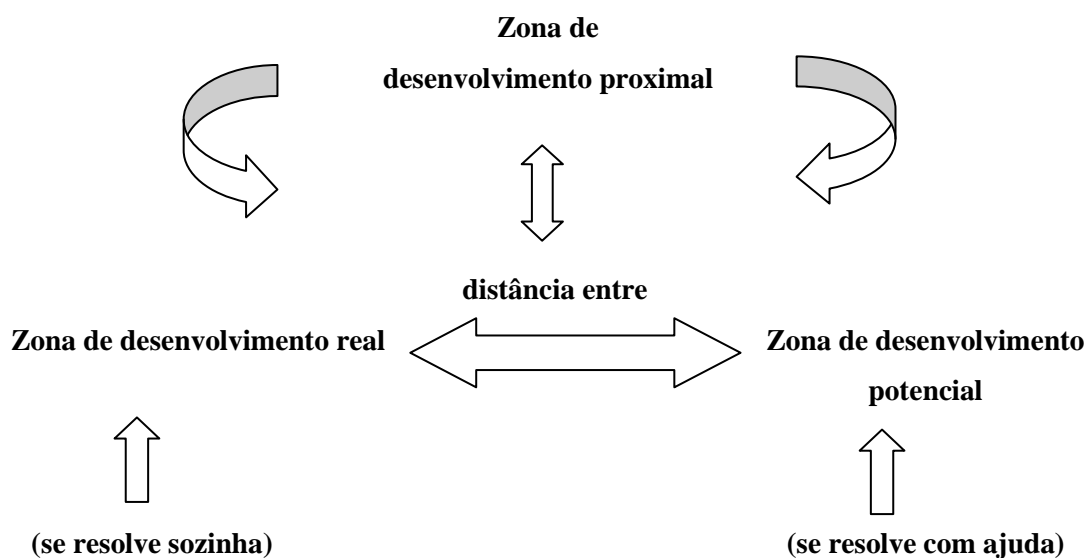 Zona de
desenvolvimento proximal
distância entre
Zona de desenvolvimento real
Zona de desenvolvimento
potencial
(se resolve sozinha)
(se resolve com ajuda)